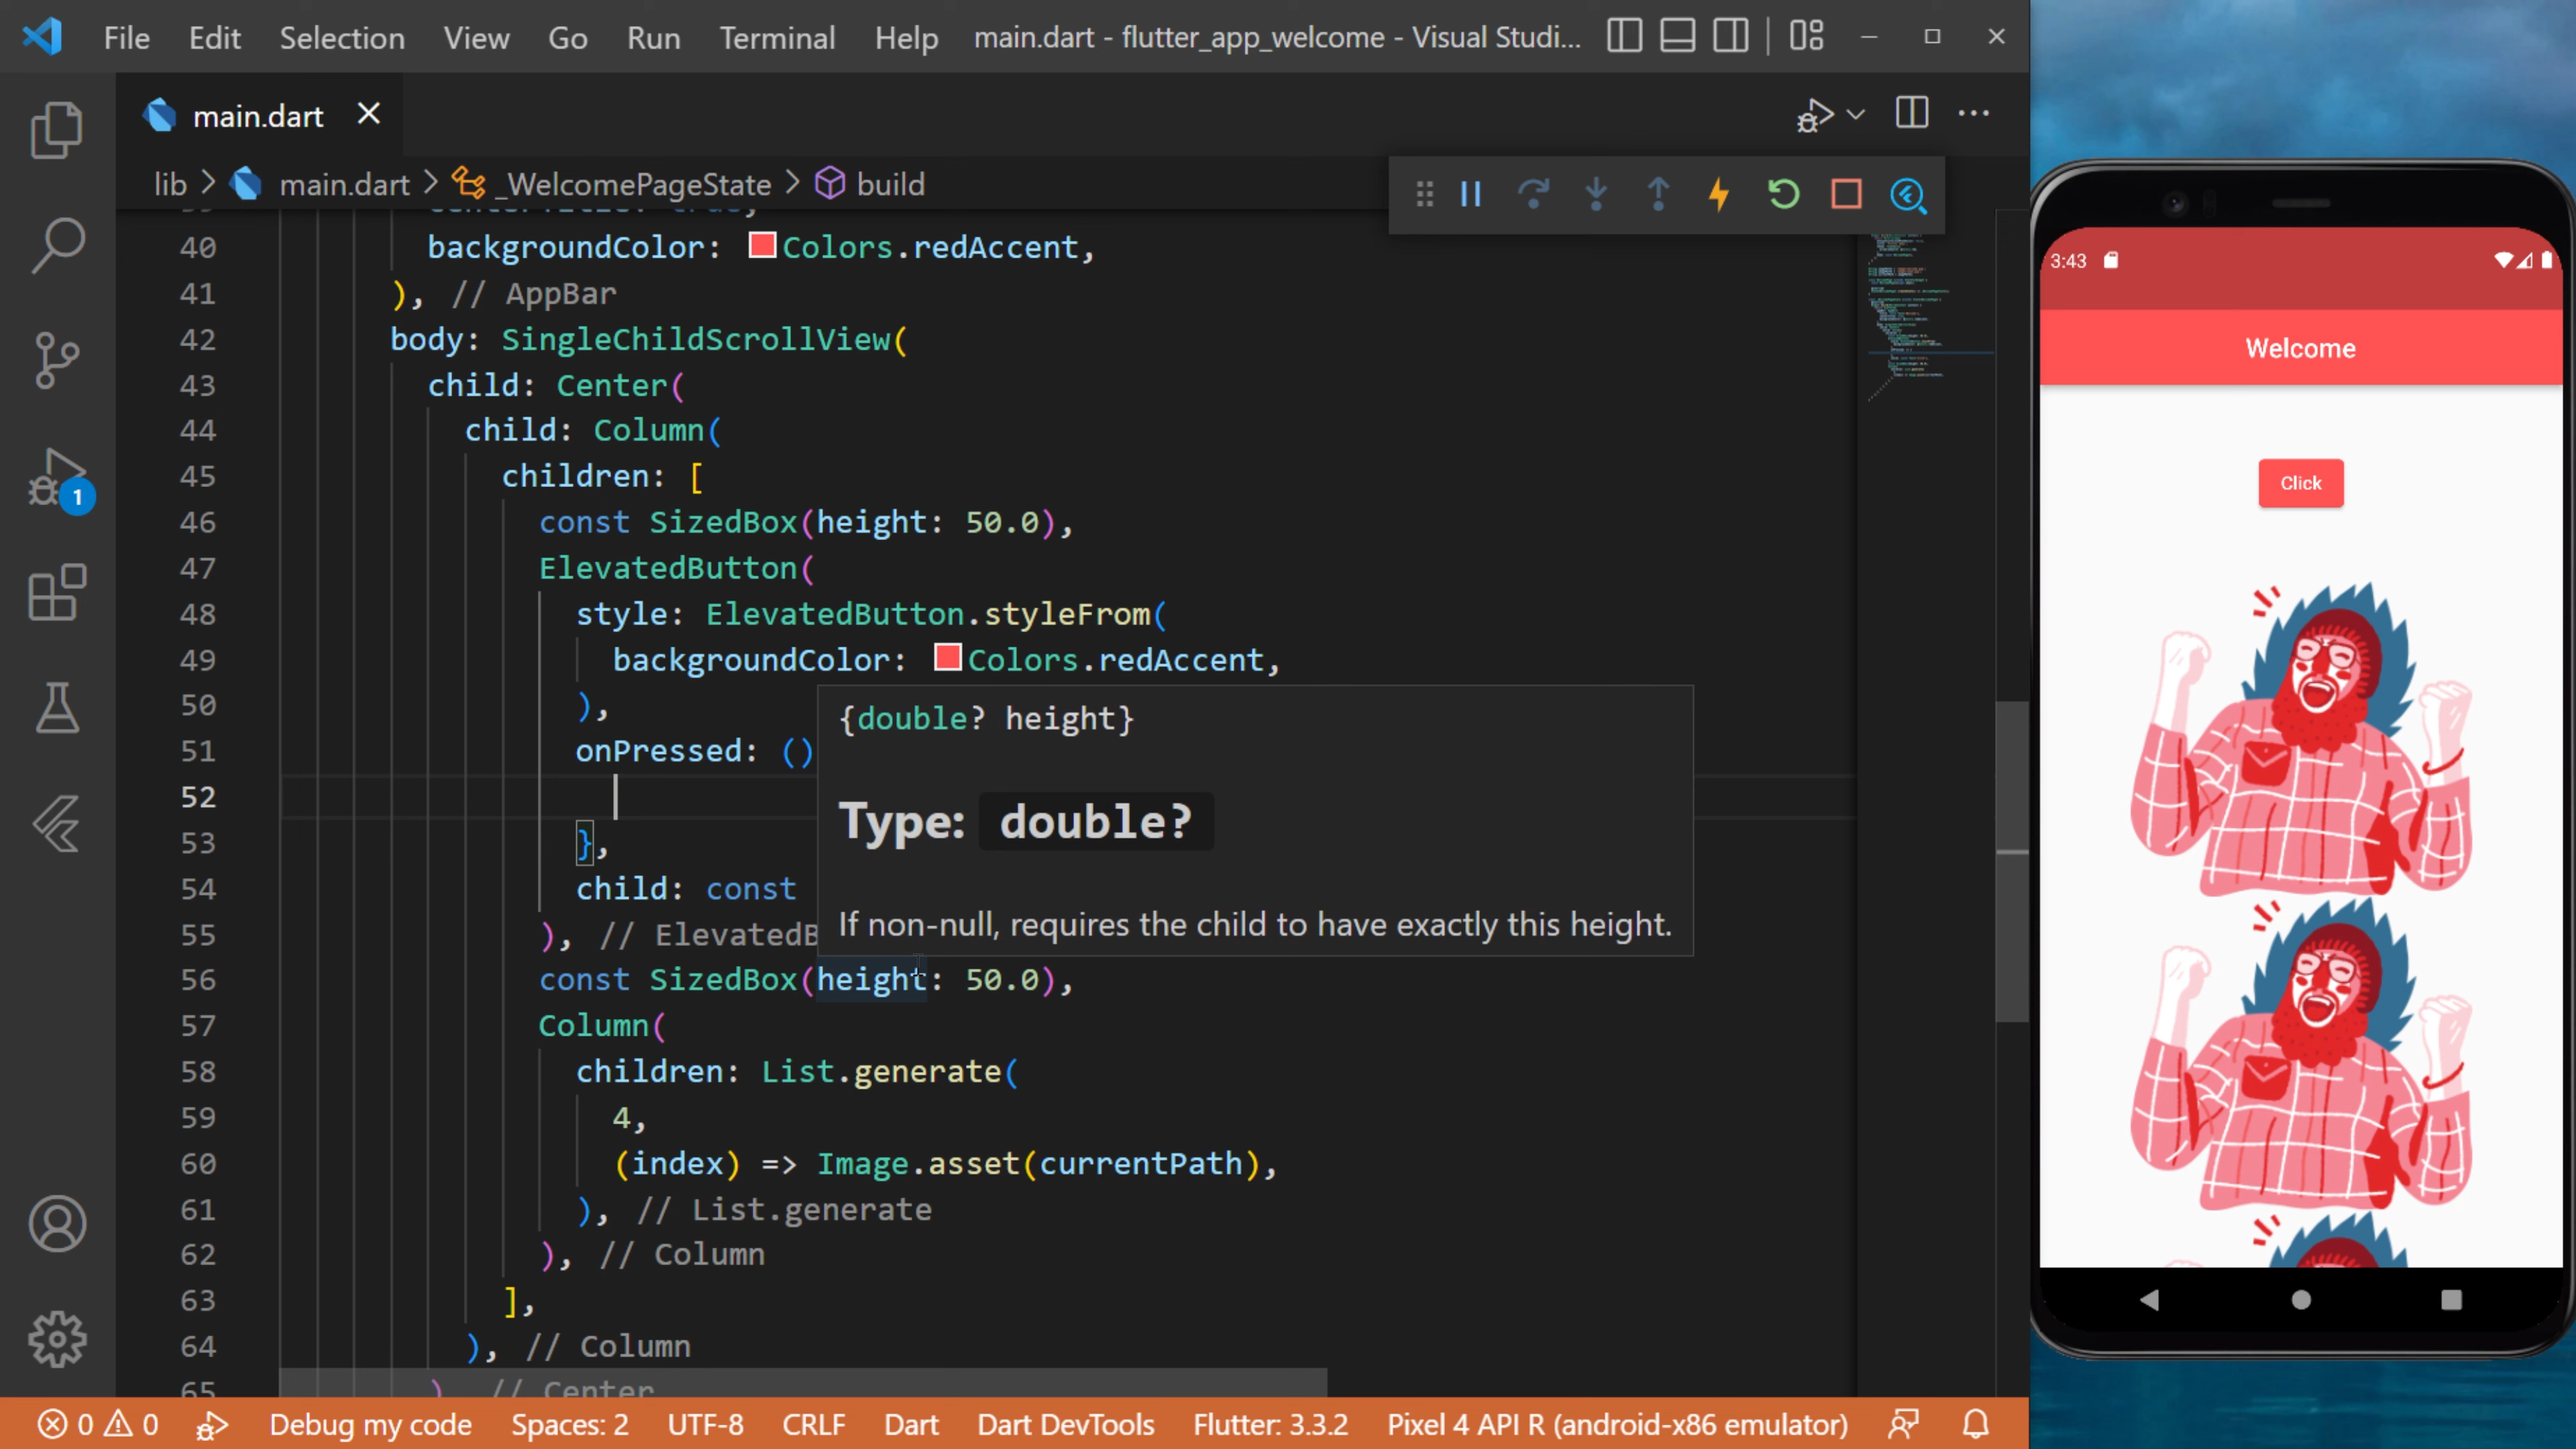 File Edit Selection View Go Run Terminal Help main.dart - flutter_app_welcome - Visual Studi...
main.dart
lib > main.dart > _WelcomePageState > build
40 backgroundColor: Colors.redAccent,
41 ), // AppBar
42 body: SingleChildScrollView(
43 child: Center(
44 child: Column(
45 children: [
46 const SizedBox(height: 50.0),
47 ElevatedButton(
48 style: ElevatedButton.styleFrom(
49 backgroundColor: Colors.redAccent,
50 ),
51 onPressed: ()
52
53 },
54 child: const
55 ), // ElevatedB
56 const SizedBox(height: 50.0),
57 Column(
58 children: List.generate(
59 4,
60 (index) => Image.asset(currentPath),
61 ), // List.generate
62 ), // Column
63 ],
64 ), // Column
65 ) // Center
{double? height}
Type: double?
If non-null, requires the child to have exactly this height.
1
0 0 Debug my code Spaces: 2 UTF-8 CRLF Dart Dart DevTools Flutter: 3.3.2 Pixel 4 API R (android-x86 emulator)
3:43
Welcome
Click